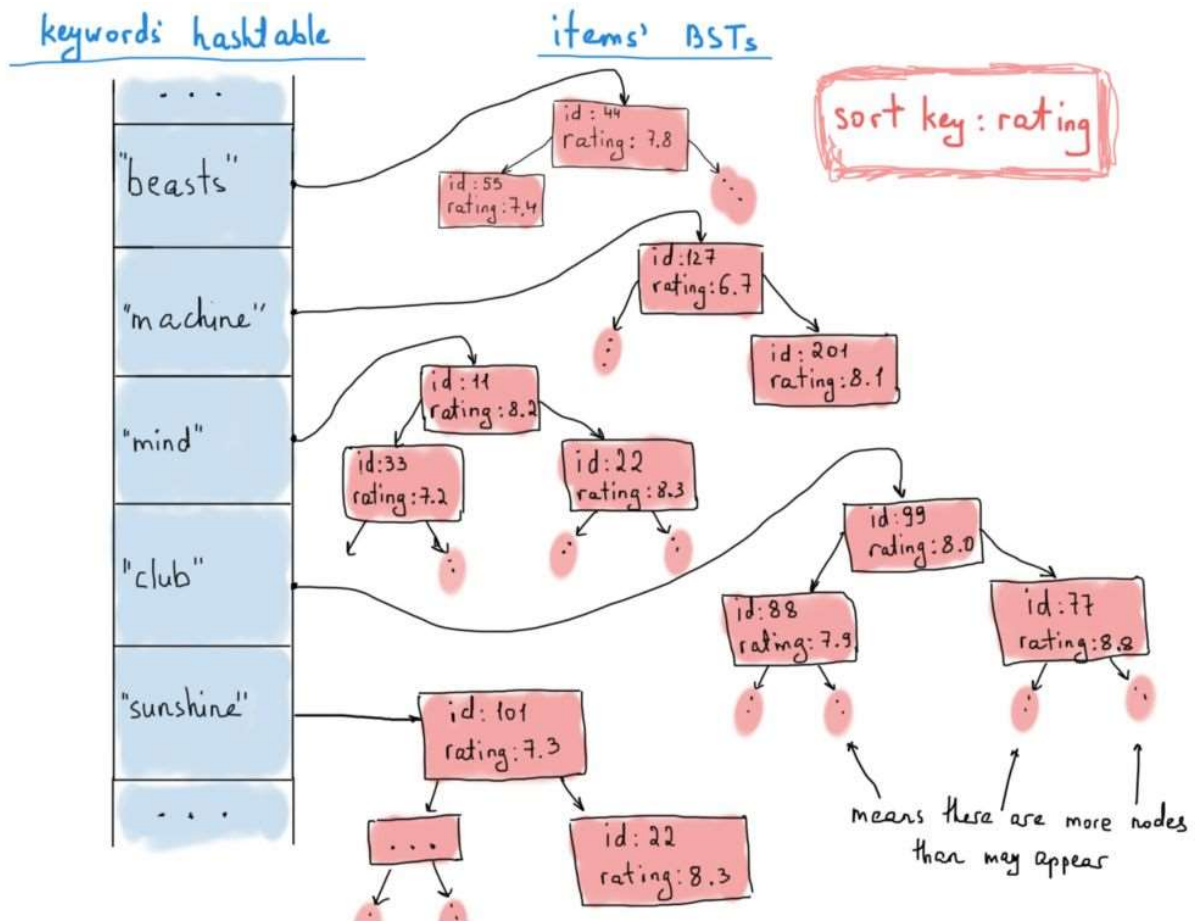 keywords' hashtable
items' BSTs
sort key: rating
. . .
"beasts"
"machine"
"mind"
"club"
"sunshine"
. . .
id: 44
rating: 7.8
id: 55
rating: 7.4
id: 127
rating: 6.7
id: 201
rating: 8.1
id: 11
rating: 8.2
id: 33
rating: 7.2
id: 22
rating: 8.3
id: 99
rating: 8.0
id: 88
rating: 7.9
id: 77
rating: 8.8
id: 101
rating: 7.3
. . .
id: 22
rating: 8.3
means there are more nodes
than may appear